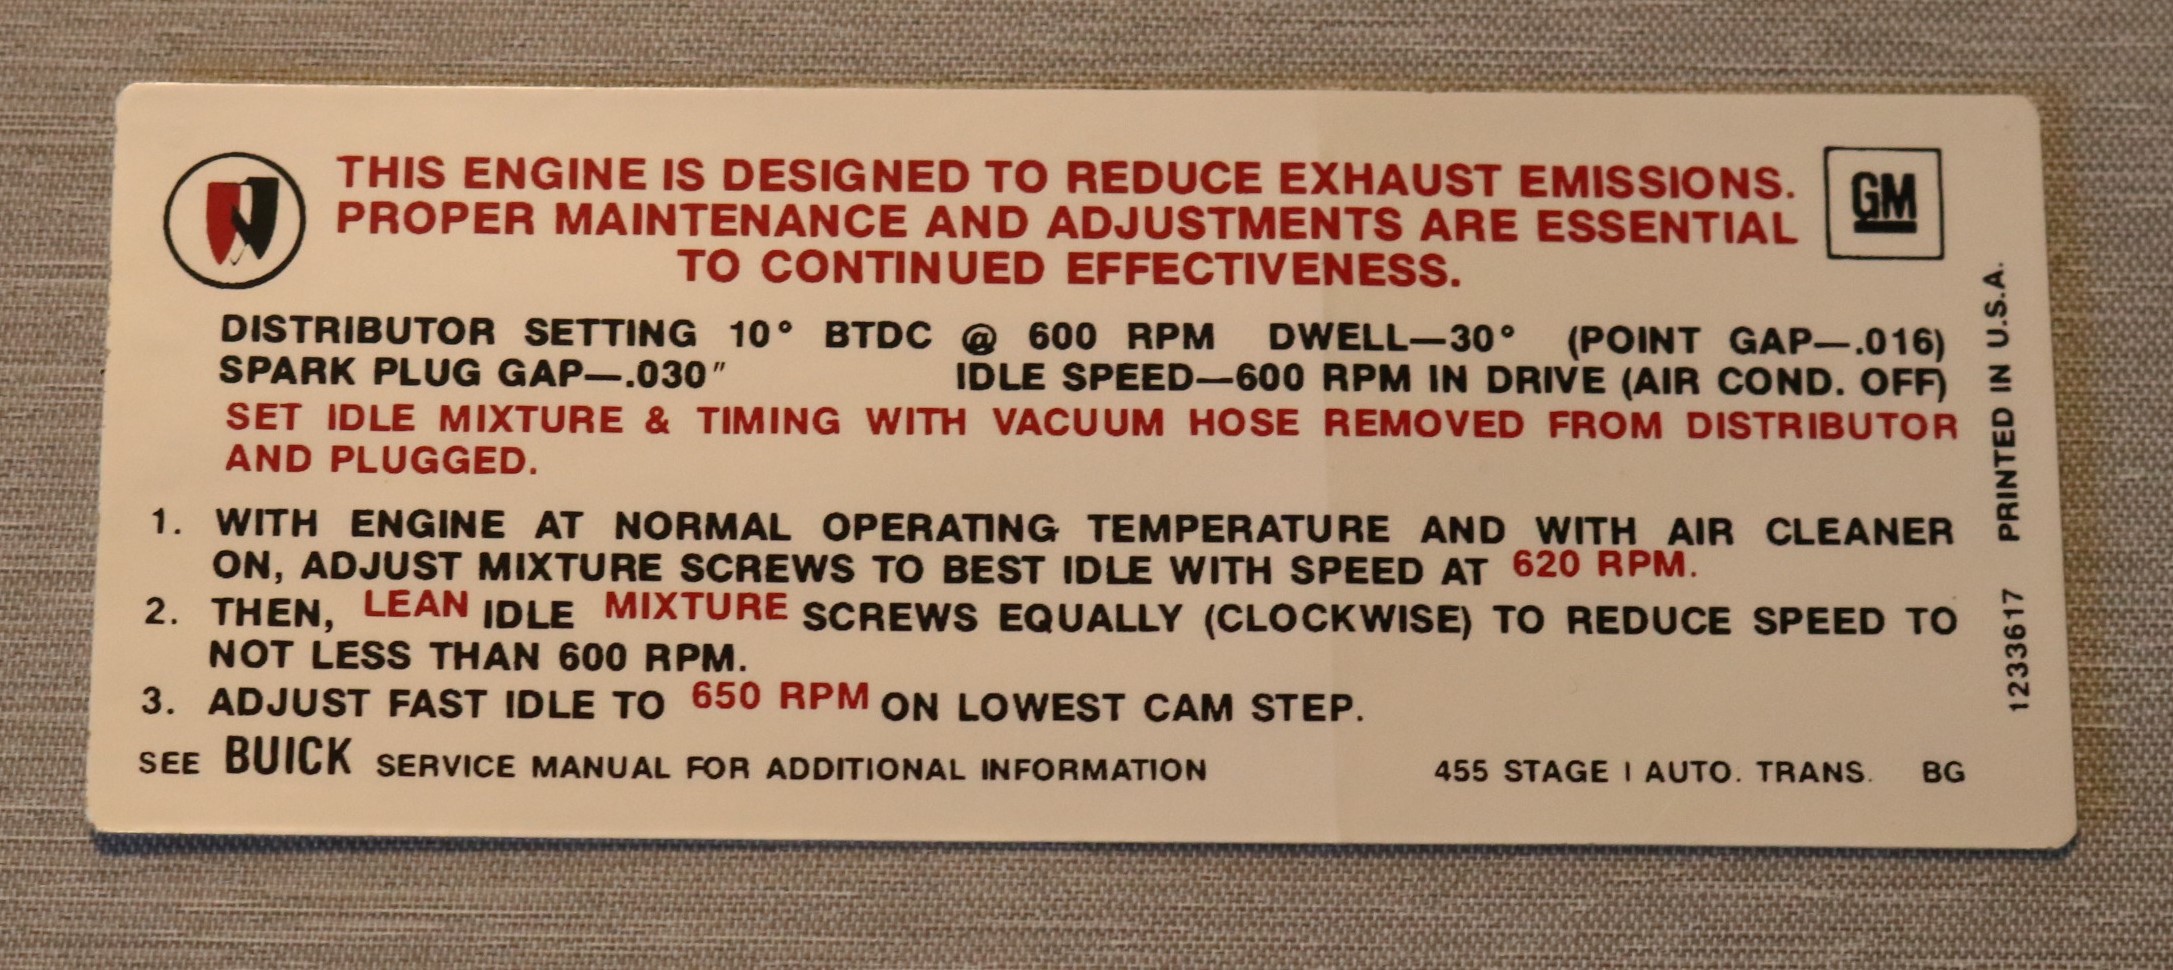 THIS ENGINE IS DESIGNED TO REDUCE EXHAUST EMISSIONS.
PROPER MAINTENANCE AND ADJUSTMENTS ARE ESSENTIAL
TO CONTINUED EFFECTIVENESS.
GM
DISTRIBUTOR SETTING 10° BTDC @ 600 RPM DWELL—30° (POINT GAP—.016)
SPARK PLUG GAP—.030" IDLE SPEED—600 RPM IN DRIVE (AIR COND. OFF)
SET IDLE MIXTURE & TIMING WITH VACUUM HOSE REMOVED FROM DISTRIBUTOR
AND PLUGGED.
1. WITH ENGINE AT NORMAL OPERATING TEMPERATURE AND WITH AIR CLEANER
ON, ADJUST MIXTURE SCREWS TO BEST IDLE WITH SPEED AT 620 RPM.
2. THEN, LEAN IDLE MIXTURE SCREWS EQUALLY (CLOCKWISE) TO REDUCE SPEED TO
NOT LESS THAN 600 RPM.
3. ADJUST FAST IDLE TO 650 RPM ON LOWEST CAM STEP.
SEE BUICK SERVICE MANUAL FOR ADDITIONAL INFORMATION 455 STAGE I AUTO. TRANS. BG
1233617 PRINTED IN U.S.A.